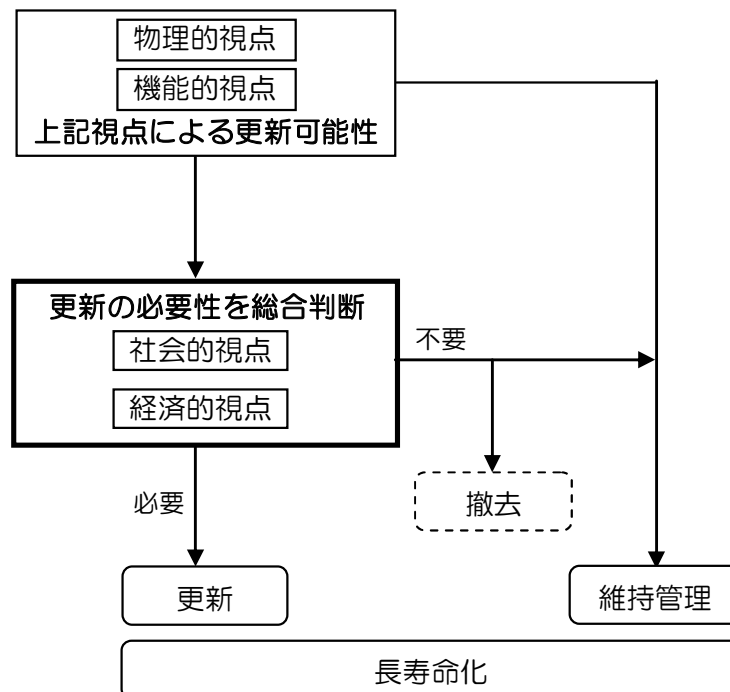 物理的視点
機能的視点
上記視点による更新可能性
更新の必要性を総合判断
社会的視点
不要
経済的視点
必要
撤去
更新
維持管理
長寿命化